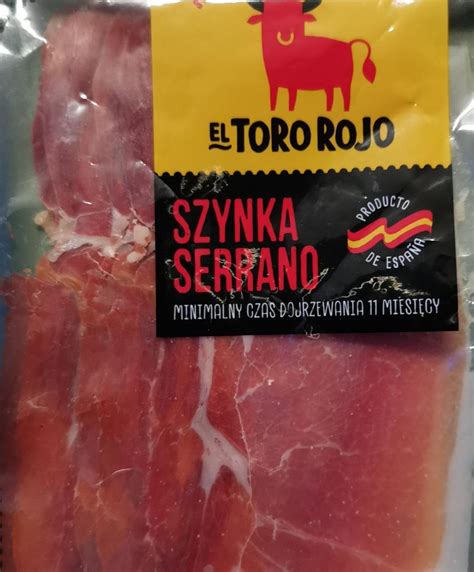 EL TORO ROJO
SZYNKA
SERRANO
PRODUCTO
DE ESPAÑA
MINIMALNY CZAS DOJRZEWANIA 11 MIESIĘCY